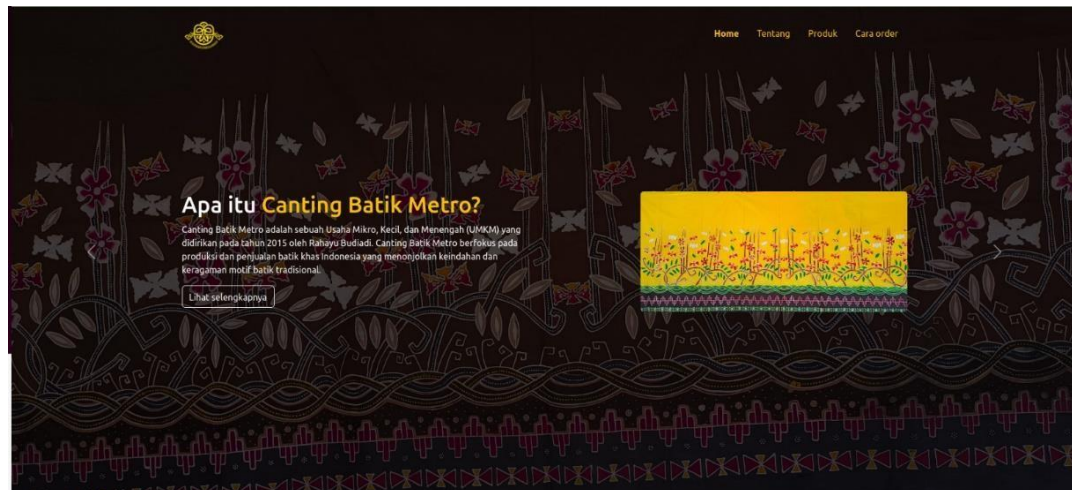 Home Tentang Produk Cara order
Apa itu Canting Batik Metro?
Canting Batik Metro adalah sebuah Usaha Mikro, Kecil, dan Menengah (UMKM) yang
didirikan pada tahun 2015 oleh Rahayu Budiadi. Canting Batik Metro berfokus pada
produksi dan penjualan batik khas Indonesia yang menonjolkan keindahan dan
keragaman motif batik tradisional.
Lihat selengkapnya